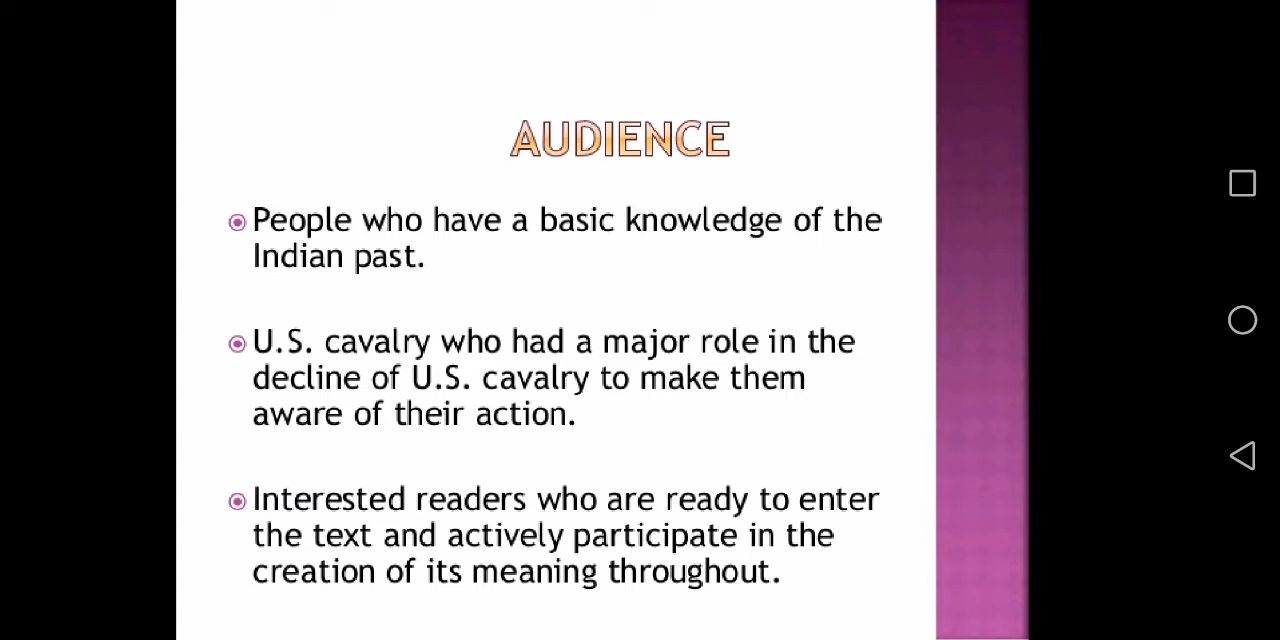 AUDIENCE
People who have a basic knowledge of the
Indian past.
U.S. cavalry who had a major role in the
decline of U.S. cavalry to make them
aware of their action.
Interested readers who are ready to enter
the text and actively participate in the
creation of its meaning throughout.